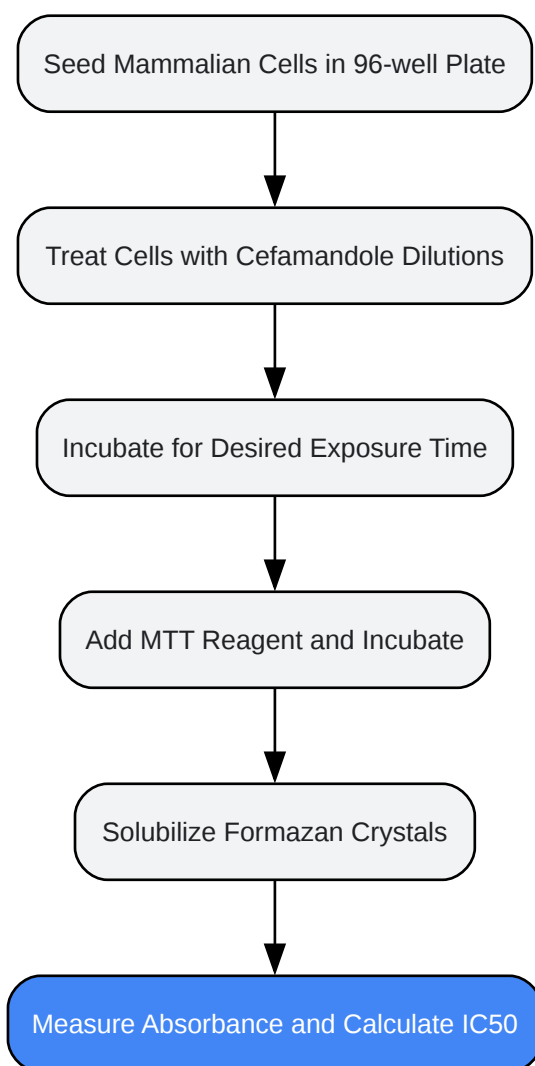 Seed Mammalian Cells in 96-well Plate
Treat Cells with Cefamandole Dilutions
Incubate for Desired Exposure Time
Add MTT Reagent and Incubate
Solubilize Formazan Crystals
Measure Absorbance and Calculate IC50